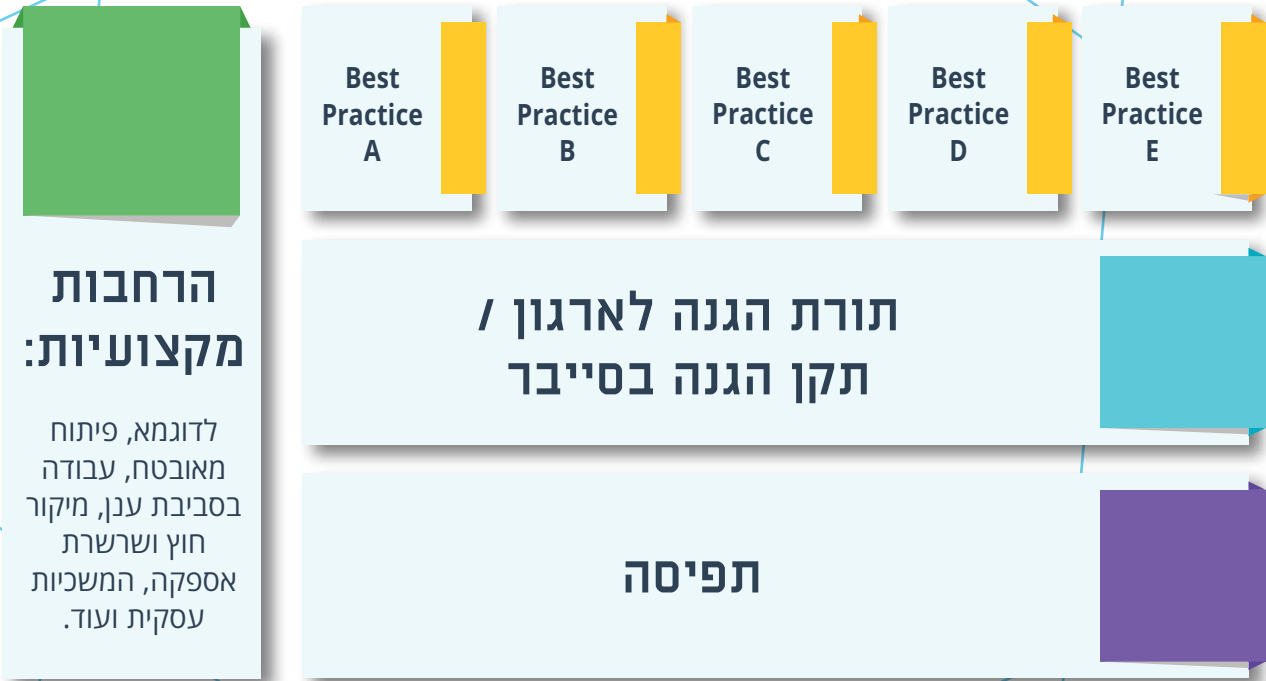 Best
Practice
A
Best
Practice
B
Best
Practice
C
Best
Practice
D
Best
Practice
E
תורת הגנה לארגון /
תקן הגנה בסייבר
תפיסה
הרחבות
מקצועיות:
לדוגמא, פיתוח
מאובטח, עבודה
בסביבת ענן, מיקור
חוץ ושרשרת
אספקה, המשכיות
עסקית ועוד.